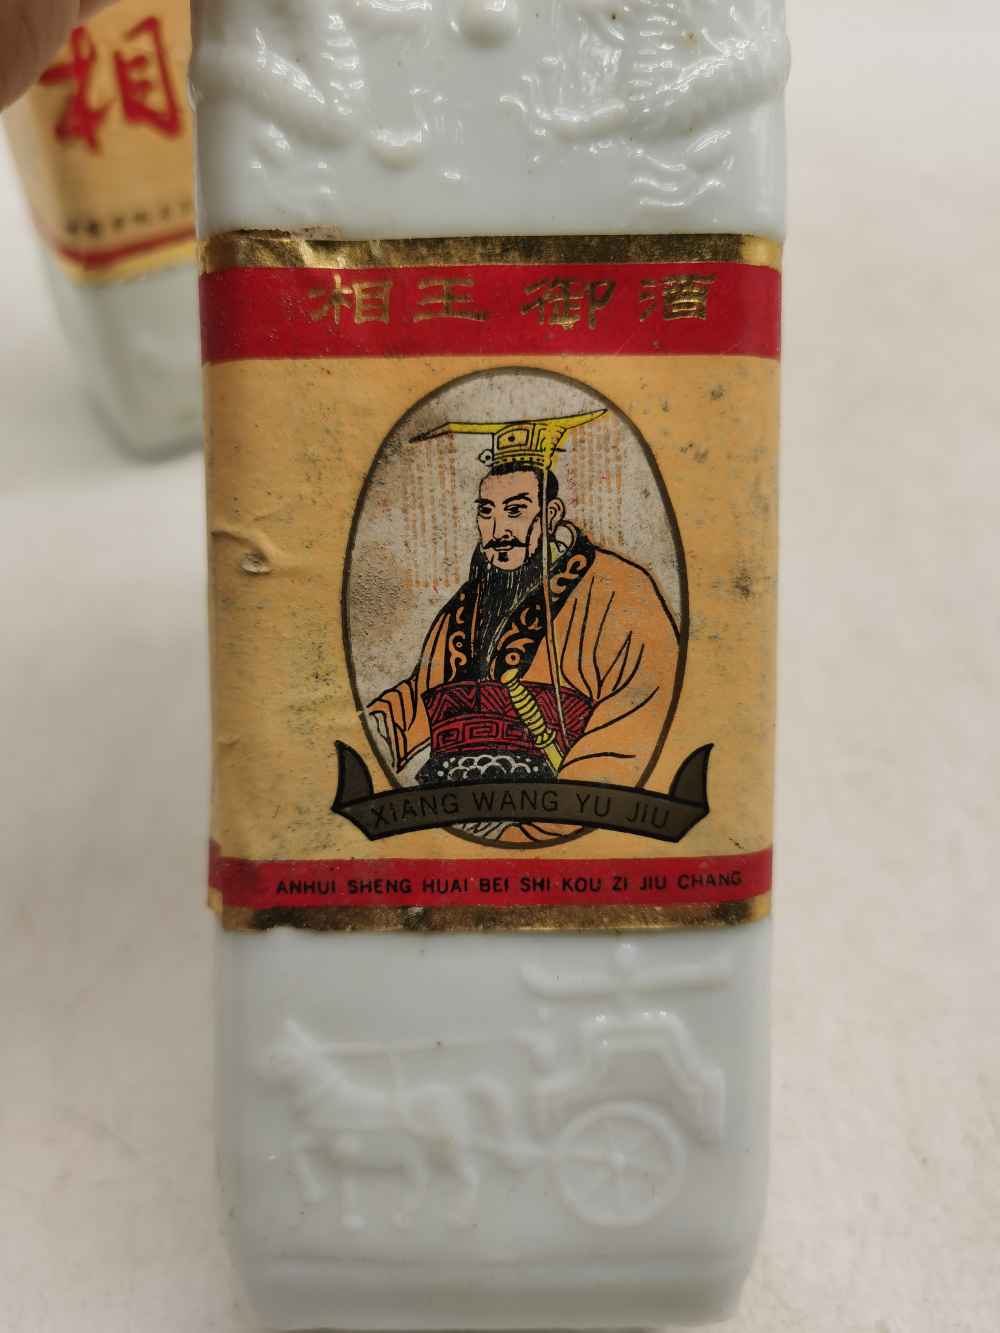 相
相王御酒
XIANG WANG YU JIU
ANHUI SHENG HUAI BEI SHI KOU ZI JIU CHANG